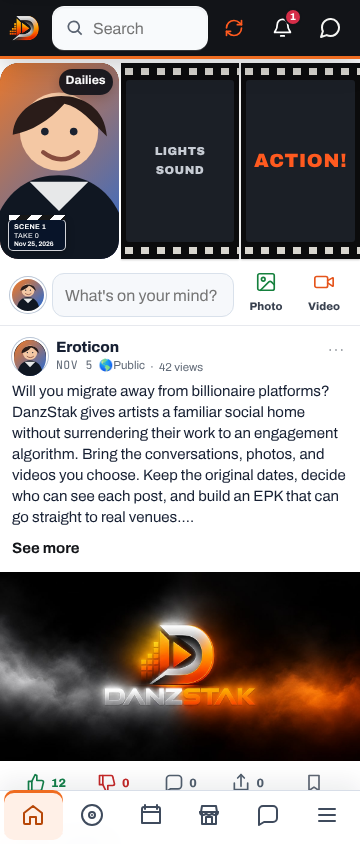 Search
1
Dailies
SCENE 1
TAKE 0
Nov 25, 2026
LIGHTS
SOUND
ACTION!
What's on your mind?
Photo
Video
Eroticon
NOV 5 🌎Public · 42 views
Will you migrate away from billionaire platforms?
DanzStak gives artists a familiar social home
without surrendering their work to an engagement
algorithm. Bring the conversations, photos, and
videos you choose. Keep the original dates, decide
who can see each post, and build an EPK that can
go straight to real venues....
See more
DANZSTAK
12
0
0
0